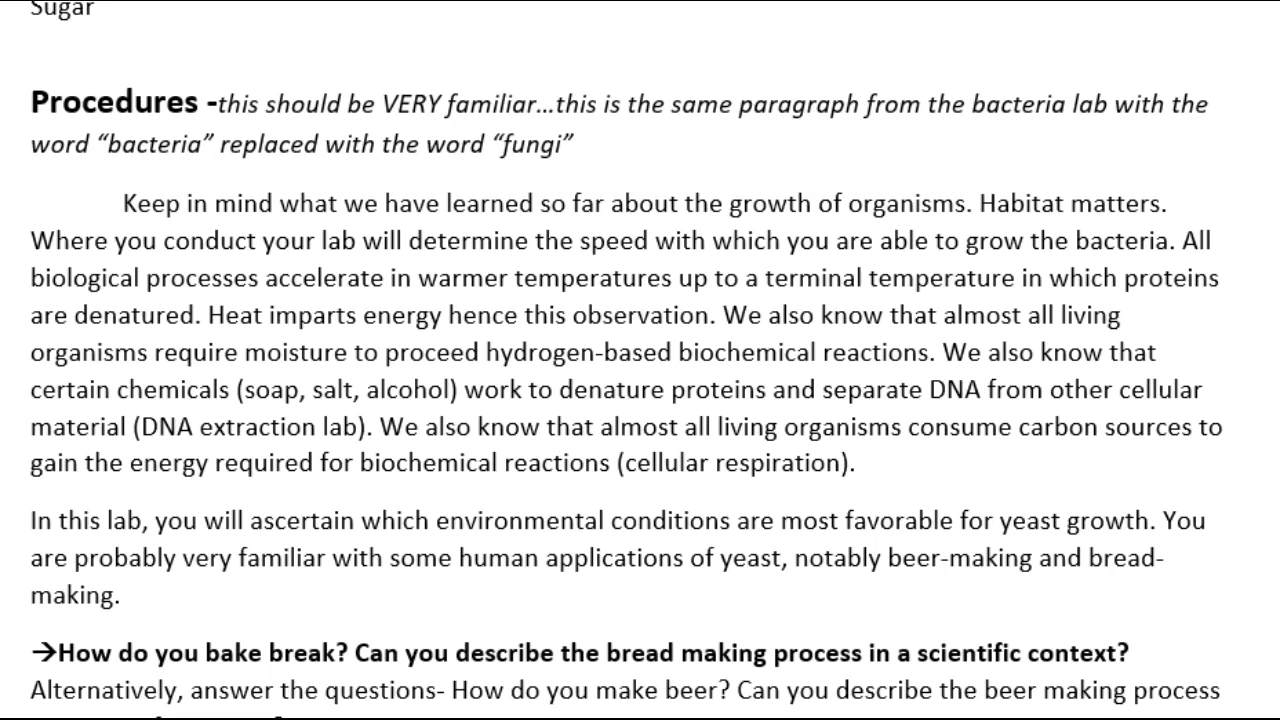 Sugar
Procedures -this should be VERY familiar...this is the same paragraph from the bacteria lab with the
word “bacteria” replaced with the word “fungi”
Keep in mind what we have learned so far about the growth of organisms. Habitat matters.
Where you conduct your lab will determine the speed with which you are able to grow the bacteria. All
biological processes accelerate in warmer temperatures up to a terminal temperature in which proteins
are denatured. Heat imparts energy hence this observation. We also know that almost all living
organisms require moisture to proceed hydrogen-based biochemical reactions. We also know that
certain chemicals (soap, salt, alcohol) work to denature proteins and separate DNA from other cellular
material (DNA extraction lab). We also know that almost all living organisms consume carbon sources to
gain the energy required for biochemical reactions (cellular respiration).
In this lab, you will ascertain which environmental conditions are most favorable for yeast growth. You
are probably very familiar with some human applications of yeast, notably beer-making and bread-
making.
→How do you bake break? Can you describe the bread making process in a scientific context?
Alternatively, answer the questions- How do you make beer? Can you describe the beer making process